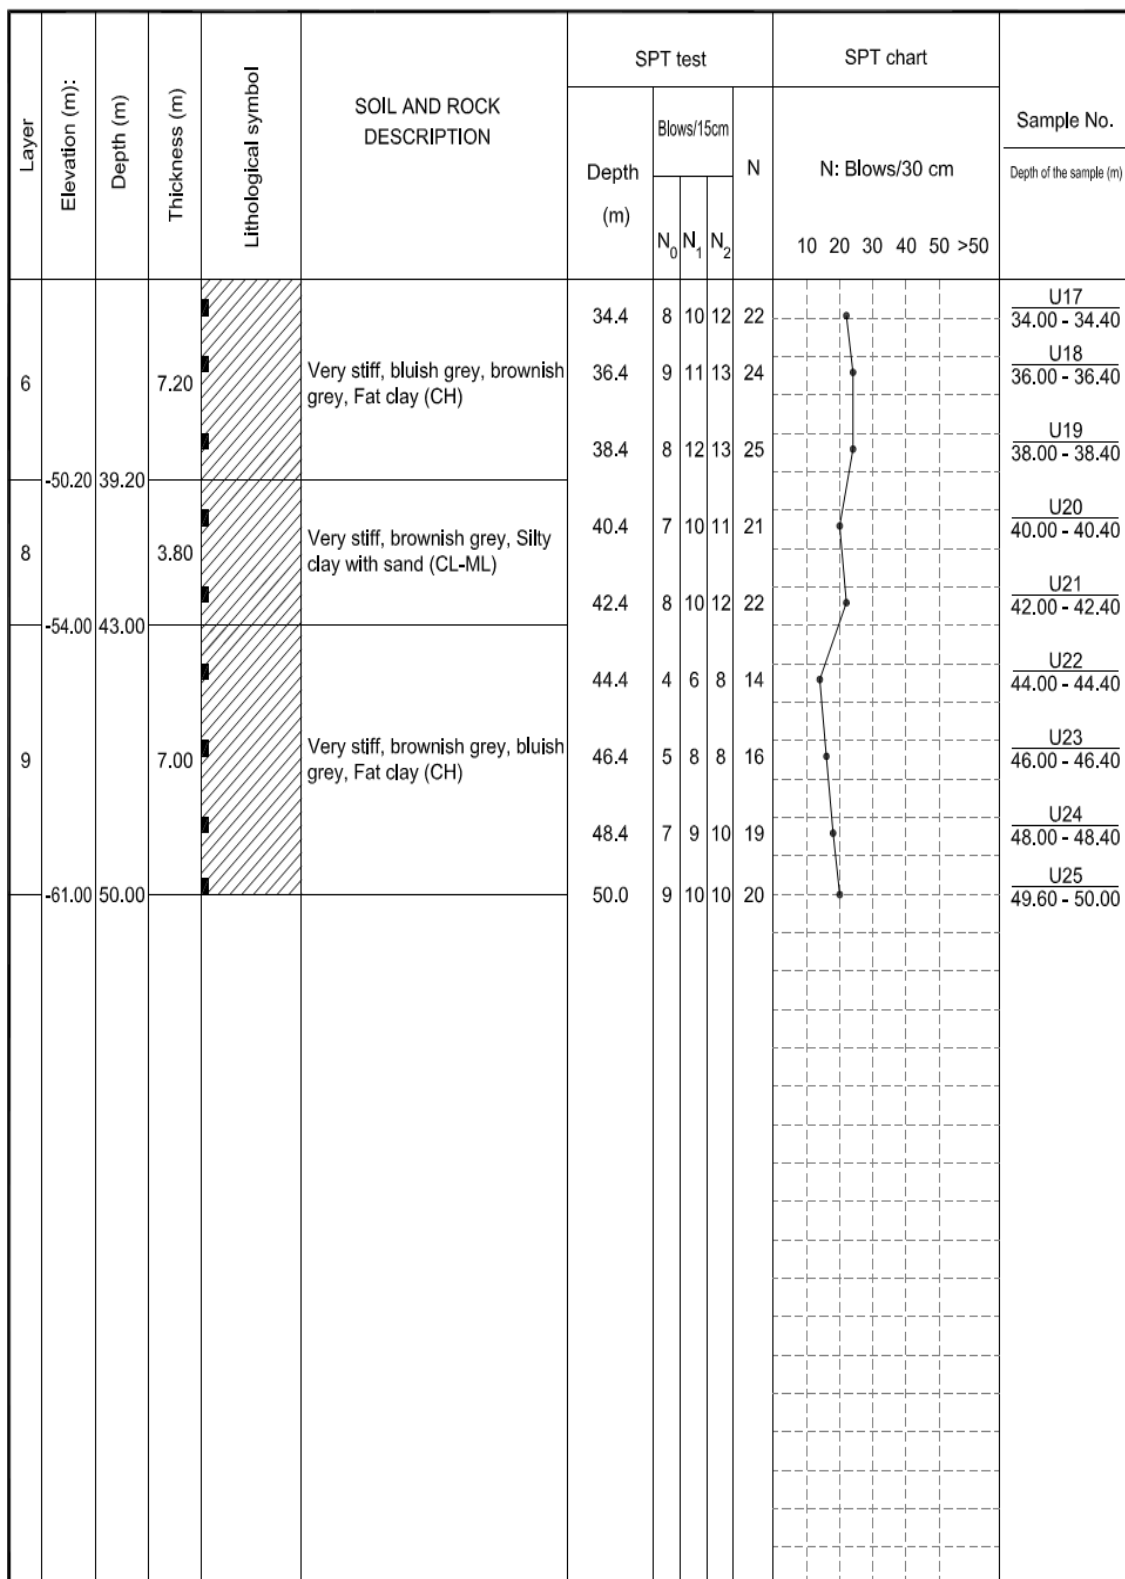 Layer
Elevation (m):
Depth (m)
Thickness (m)
Lithological symbol
SOIL AND ROCK
DESCRIPTION
SPT test
Depth
(m)
Blows/15cm
N0 N1 N2
N
SPT chart
N: Blows/30 cm
10 20 30 40 50 >50
Sample No.
Depth of the sample (m)
34.4 8 10 12 22
U17
34.00 - 34.40
6
7.20
Very stiff, bluish grey, brownish
grey, Fat clay (CH)
36.4 9 11 13 24
U18
36.00 - 36.40
38.4 8 12 13 25
U19
38.00 - 38.40
-50.20 39.20
8
3.80
Very stiff, brownish grey, Silty
clay with sand (CL-ML)
40.4 7 10 11 21
U20
40.00 - 40.40
42.4 8 10 12 22
U21
42.00 - 42.40
-54.00 43.00
44.4 4 6 8 14
U22
44.00 - 44.40
9
7.00
Very stiff, brownish grey, bluish
grey, Fat clay (CH)
46.4 5 8 8 16
U23
46.00 - 46.40
48.4 7 9 10 19
U24
48.00 - 48.40
-61.00 50.00
50.0 9 10 10 20
U25
49.60 - 50.00